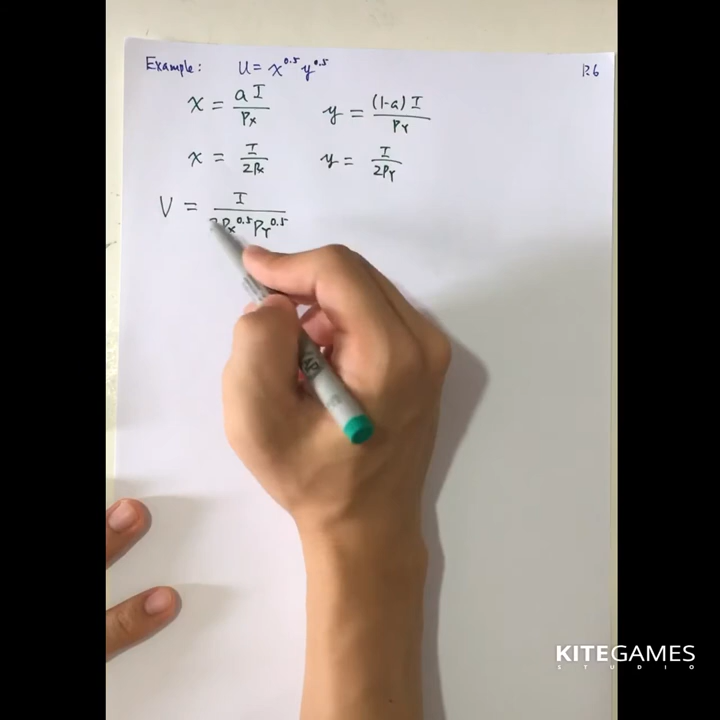 Example: U = x^0.5 y^0.5 126
x = aI/Px y = (1-a)I/PY
x = I/2Px y = I/2PY
V = I/2Px^0.5 PY^0.5
KITEGAMES
STUDIO